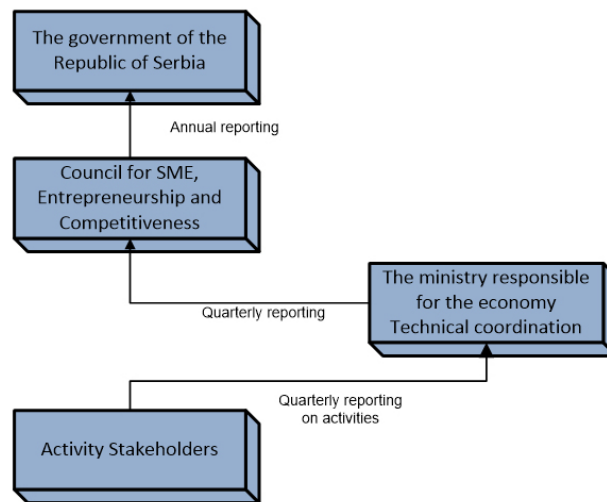 The government of the
Republic of Serbia
Annual reporting
Council for SME,
Entrepreneurship and
Competitiveness
The ministry responsible
for the economy
Technical coordination
Quarterly reporting
Quarterly reporting
on activities
Activity Stakeholders